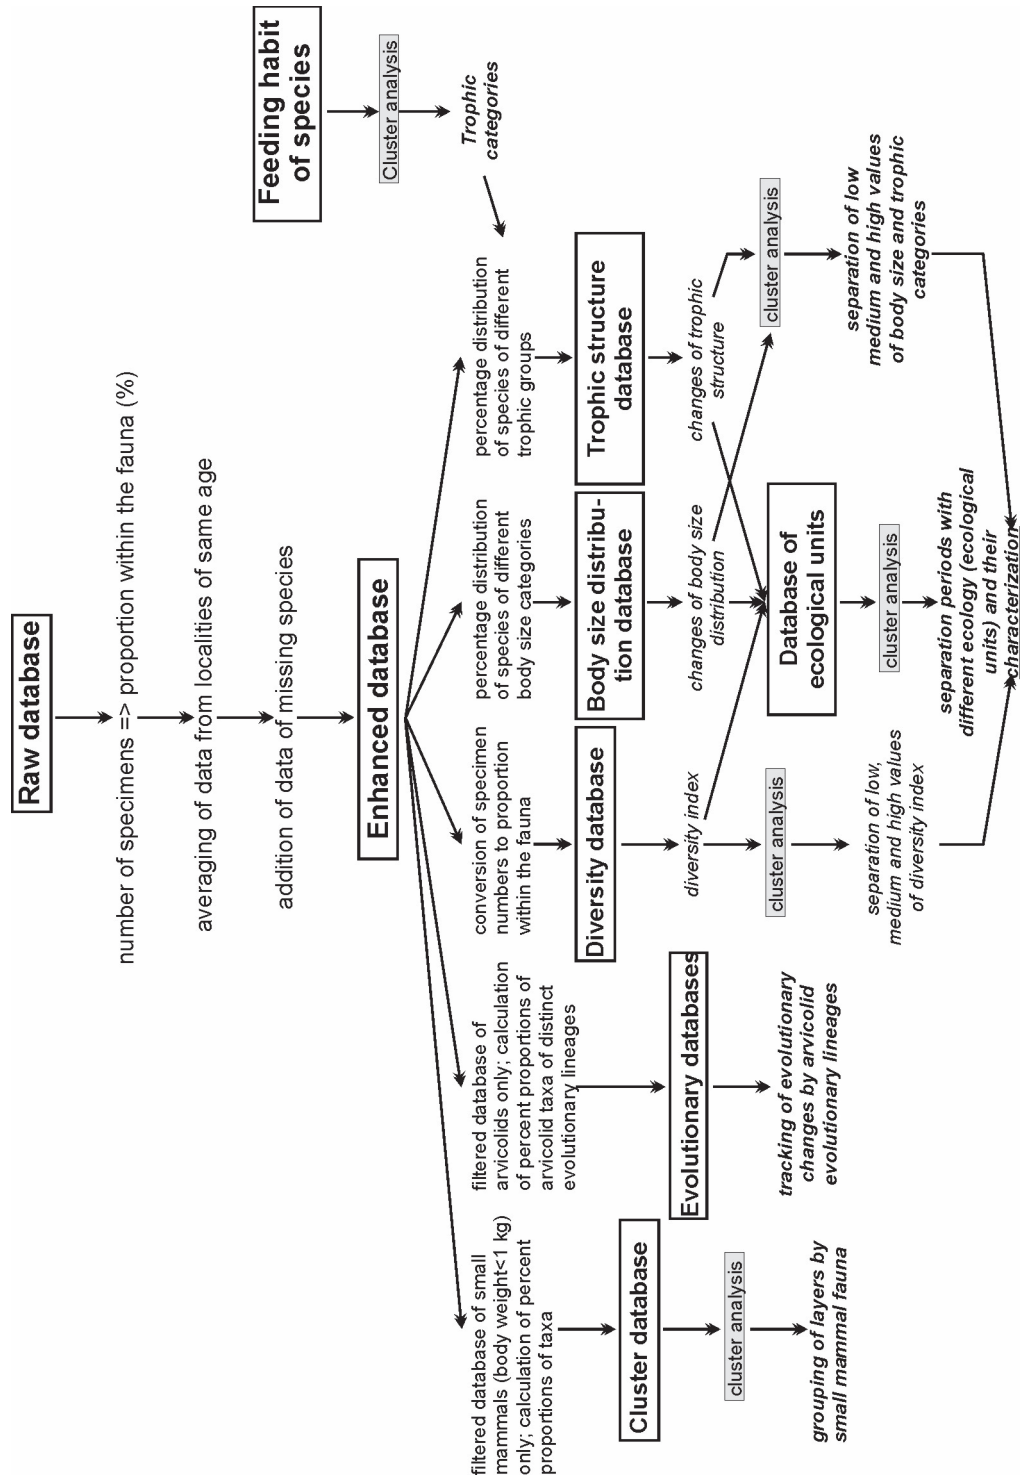 Raw database
number of specimens => proportion within the fauna (%)
averaging of data from localities of same age
addition of data of missing species
Enhanced database
Feeding habit
of species
Cluster analysis
Trophic
categories
filtered database of small
mammals (body weight<1 kg)
only; calculation of percent
proportions of taxa
Cluster database
cluster analysis
grouping of layers by
small mammal fauna
filtered database of
arvicolids only; calculation
of percent proportions of
arvicolid taxa of distinct
evolutionary lineages
Evolutionary databases
tracking of evolutionary
changes by arvicolid
evolutionary lineages
conversion of specimen
numbers to proportion
within the fauna
Diversity database
diversity index
cluster analysis
separation of low,
medium and high values
of diversity index
percentage distribution
of species of different
body size categories
Body size distribu-
tion database
changes of body size
distribution
Database of
ecological units
cluster analysis
separation periods with
different ecology (ecological
units) and their
characterization
percentage distribution
of species of different
trophic groups
Trophic structure
database
changes of trophic
structure
cluster analysis
separation of low
medium and high values
of body size and trophic
categories